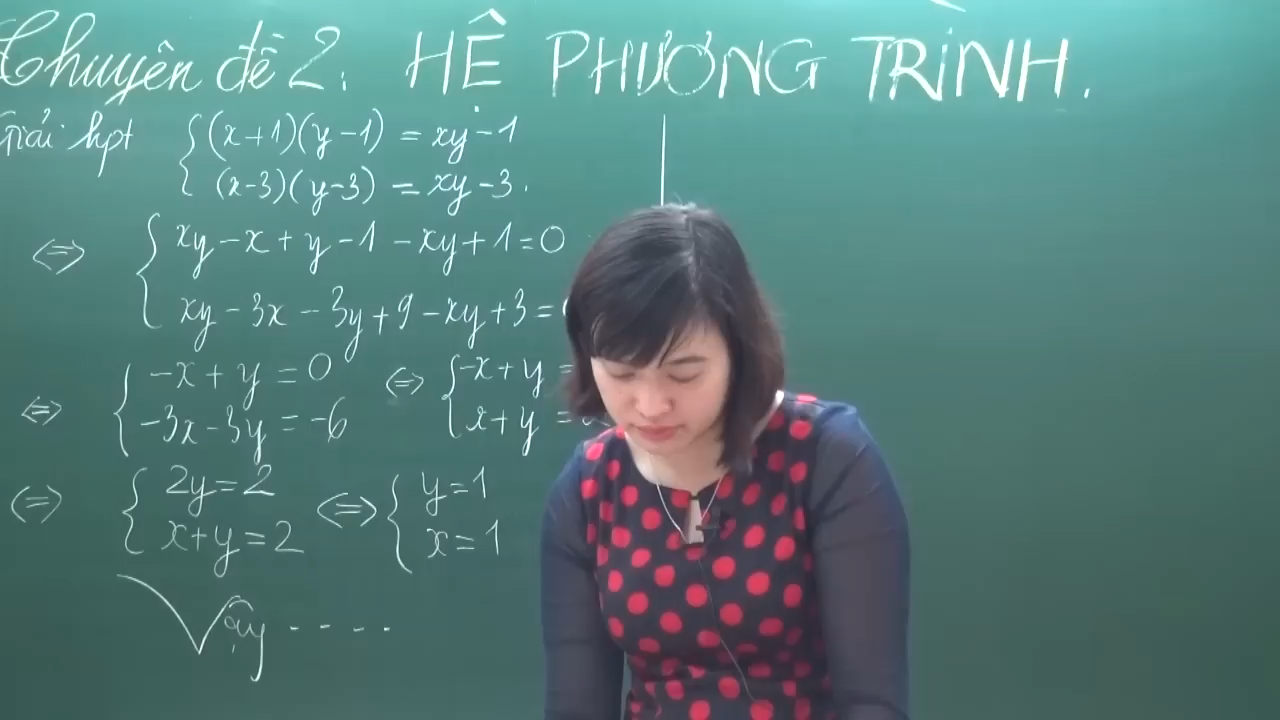 Chuyên đề 2: HỆ PHƯƠNG TRÌNH.
Giải hpt { (x+1)(y-1) = xy-1
(x-3)(y-3) = xy-3.
<=> { xy-x+y-1-xy+1=0
xy-3x-3y+9-xy+3=
<=> { -x+y=0 <=> { -x+y=
-3x-3y=-6 x+y=
<=> { 2y=2 <=> { y=1
x+y=2 x=1
Vậy ----